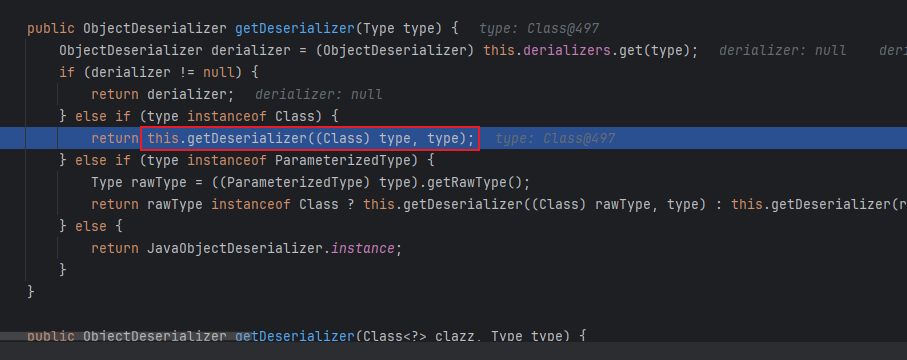 public ObjectDeserializer getDeserializer(Type type) {   type: Class@497
    ObjectDeserializer derializer = (ObjectDeserializer) this.derializers.get(type);   derializer: null    deri
    if (derializer != null) {
        return derializer;   derializer: null
    } else if (type instanceof Class) {
        return this.getDeserializer((Class) type, type);   type: Class@497
    } else if (type instanceof ParameterizedType) {
        Type rawType = ((ParameterizedType) type).getRawType();
        return rawType instanceof Class ? this.getDeserializer((Class) rawType, type) : this.getDeserializer(r
    } else {
        return JavaObjectDeserializer.instance;
    }
}
public ObjectDeserializer getDeserializer(Class<?> clazz, Type type) {